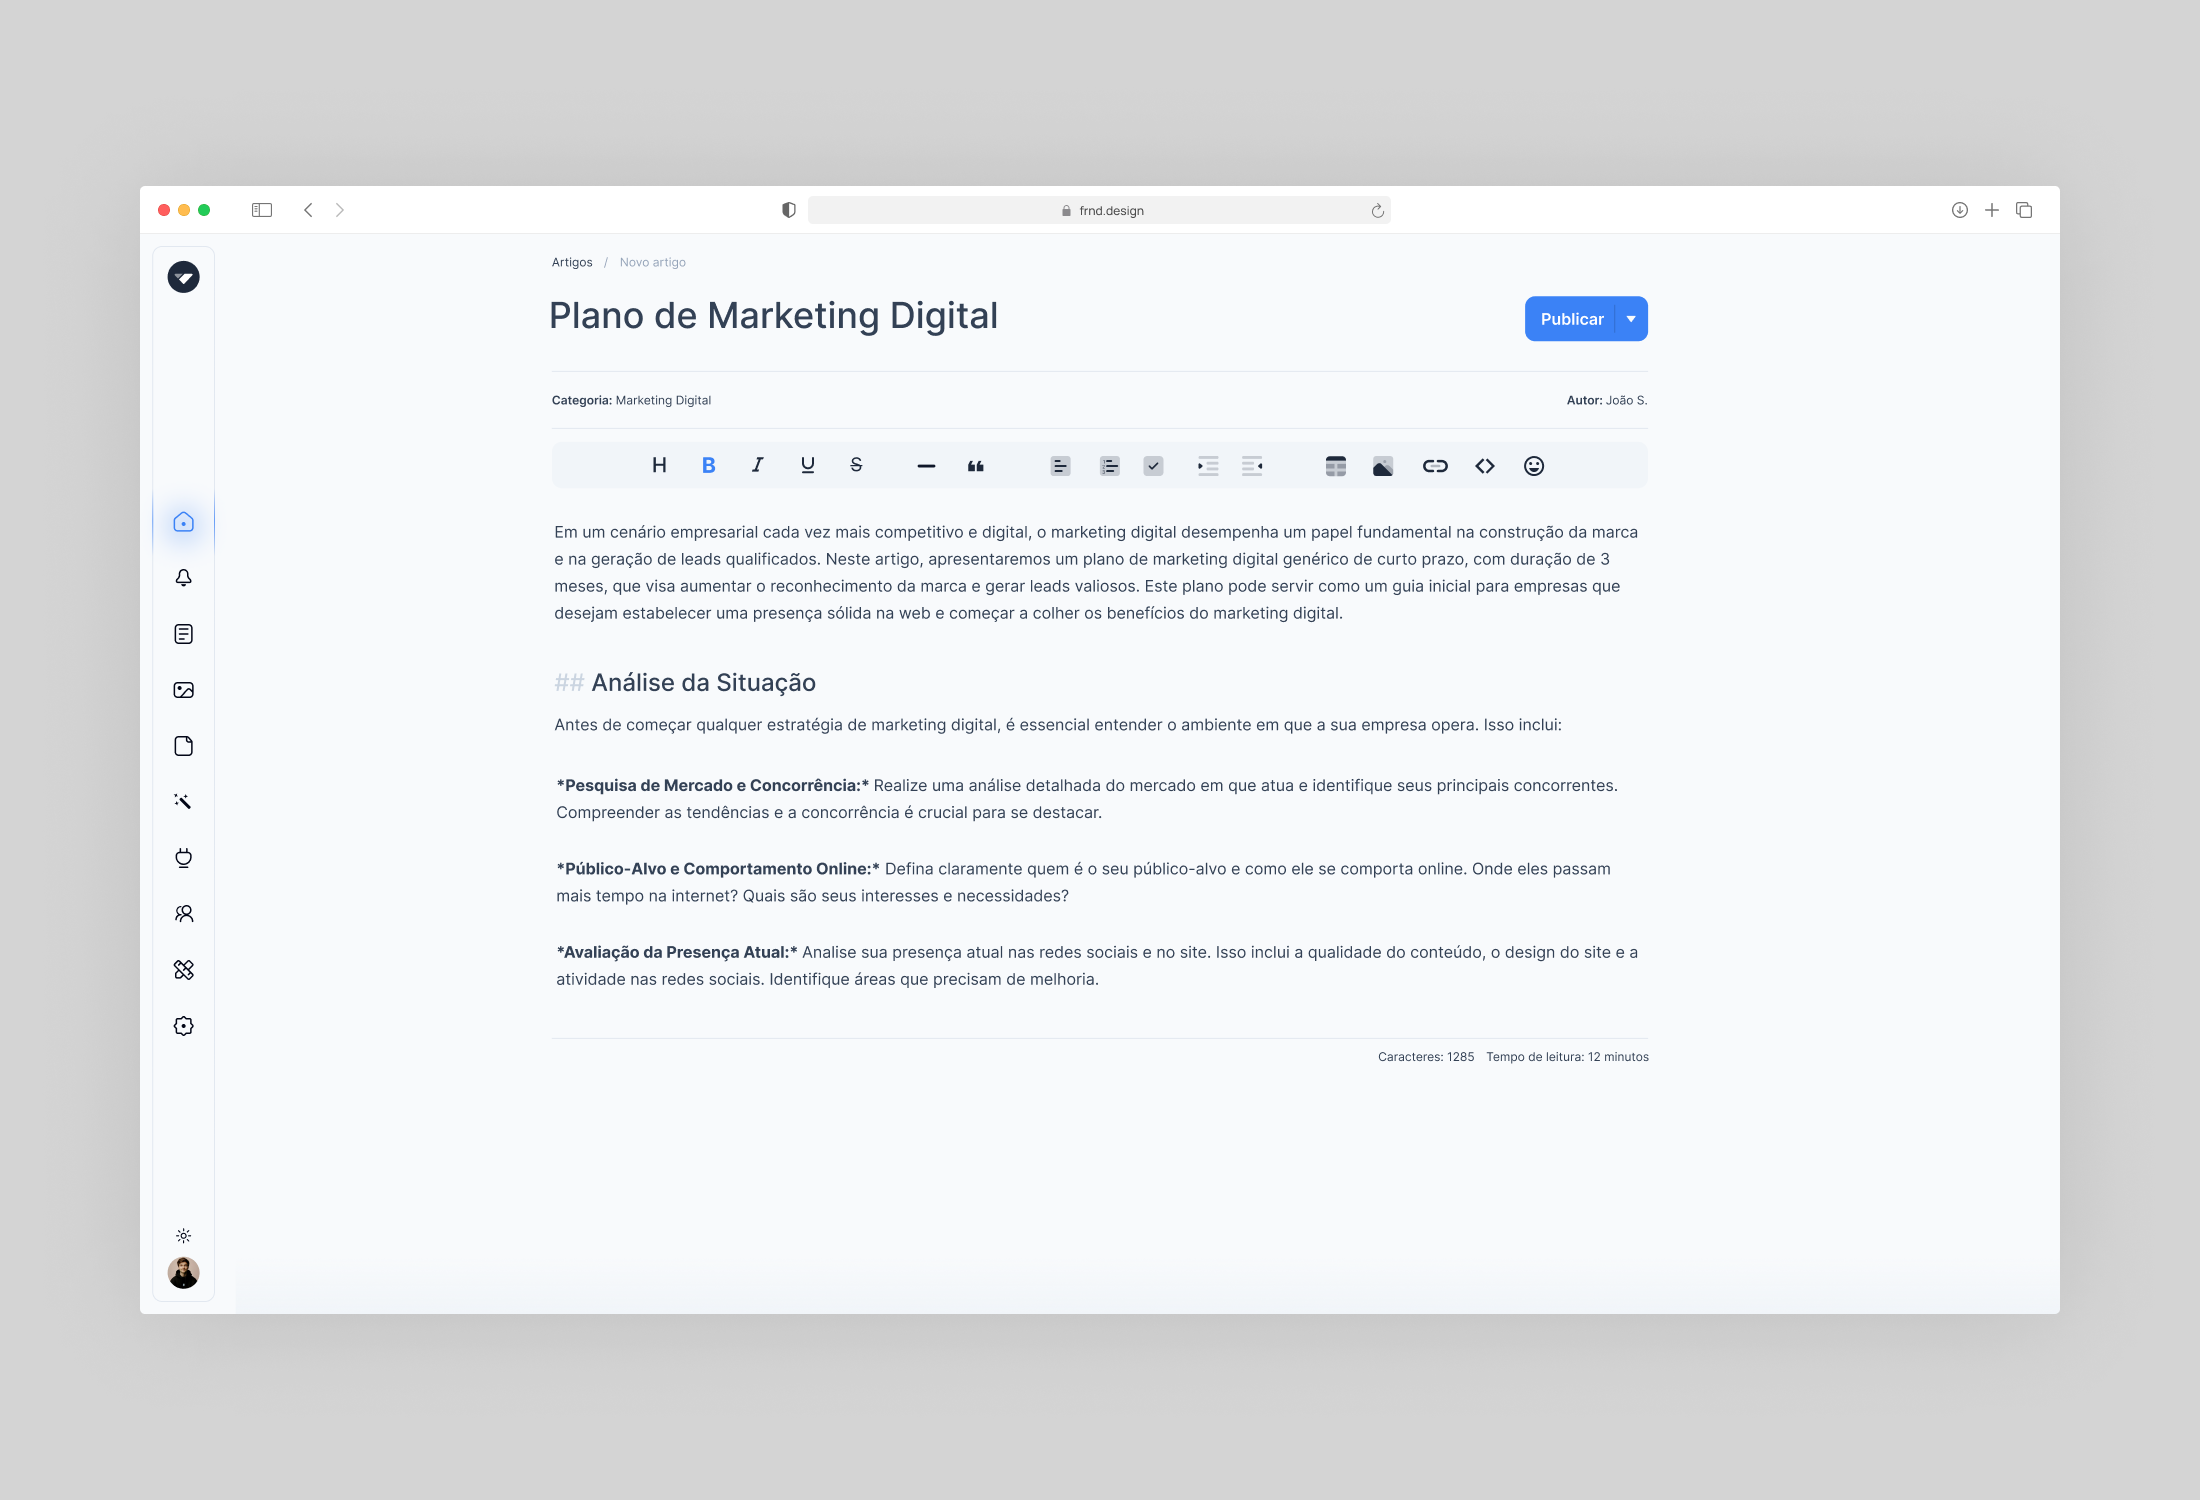 frnd.design
Artigos / Novo artigo
Plano de Marketing Digital
Publicar
Categoria: Marketing Digital
Autor: João S.
H B I U S
Em um cenário empresarial cada vez mais competitivo e digital, o marketing digital desempenha um papel fundamental na construção da marca
e na geração de leads qualificados. Neste artigo, apresentaremos um plano de marketing digital genérico de curto prazo, com duração de 3
meses, que visa aumentar o reconhecimento da marca e gerar leads valiosos. Este plano pode servir como um guia inicial para empresas que
desejam estabelecer uma presença sólida na web e começar a colher os benefícios do marketing digital.
## Análise da Situação
Antes de começar qualquer estratégia de marketing digital, é essencial entender o ambiente em que a sua empresa opera. Isso inclui:
*Pesquisa de Mercado e Concorrência:* Realize uma análise detalhada do mercado em que atua e identifique seus principais concorrentes.
Compreender as tendências e a concorrência é crucial para se destacar.
*Público-Alvo e Comportamento Online:* Defina claramente quem é o seu público-alvo e como ele se comporta online. Onde eles passam
mais tempo na internet? Quais são seus interesses e necessidades?
*Avaliação da Presença Atual:* Analise sua presença atual nas redes sociais e no site. Isso inclui a qualidade do conteúdo, o design do site e a
atividade nas redes sociais. Identifique áreas que precisam de melhoria.
Caracteres: 1285 Tempo de leitura: 12 minutos